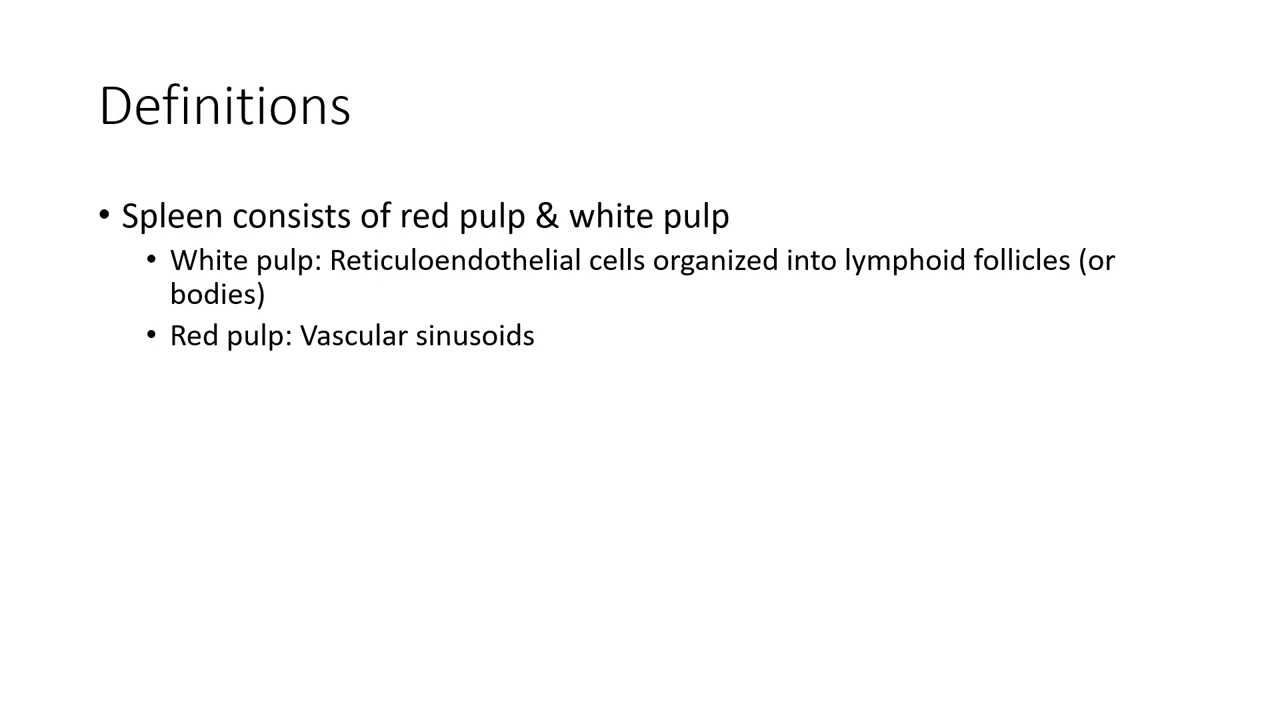 Definitions
• Spleen consists of red pulp & white pulp
• White pulp: Reticuloendothelial cells organized into lymphoid follicles (or
bodies)
• Red pulp: Vascular sinusoids